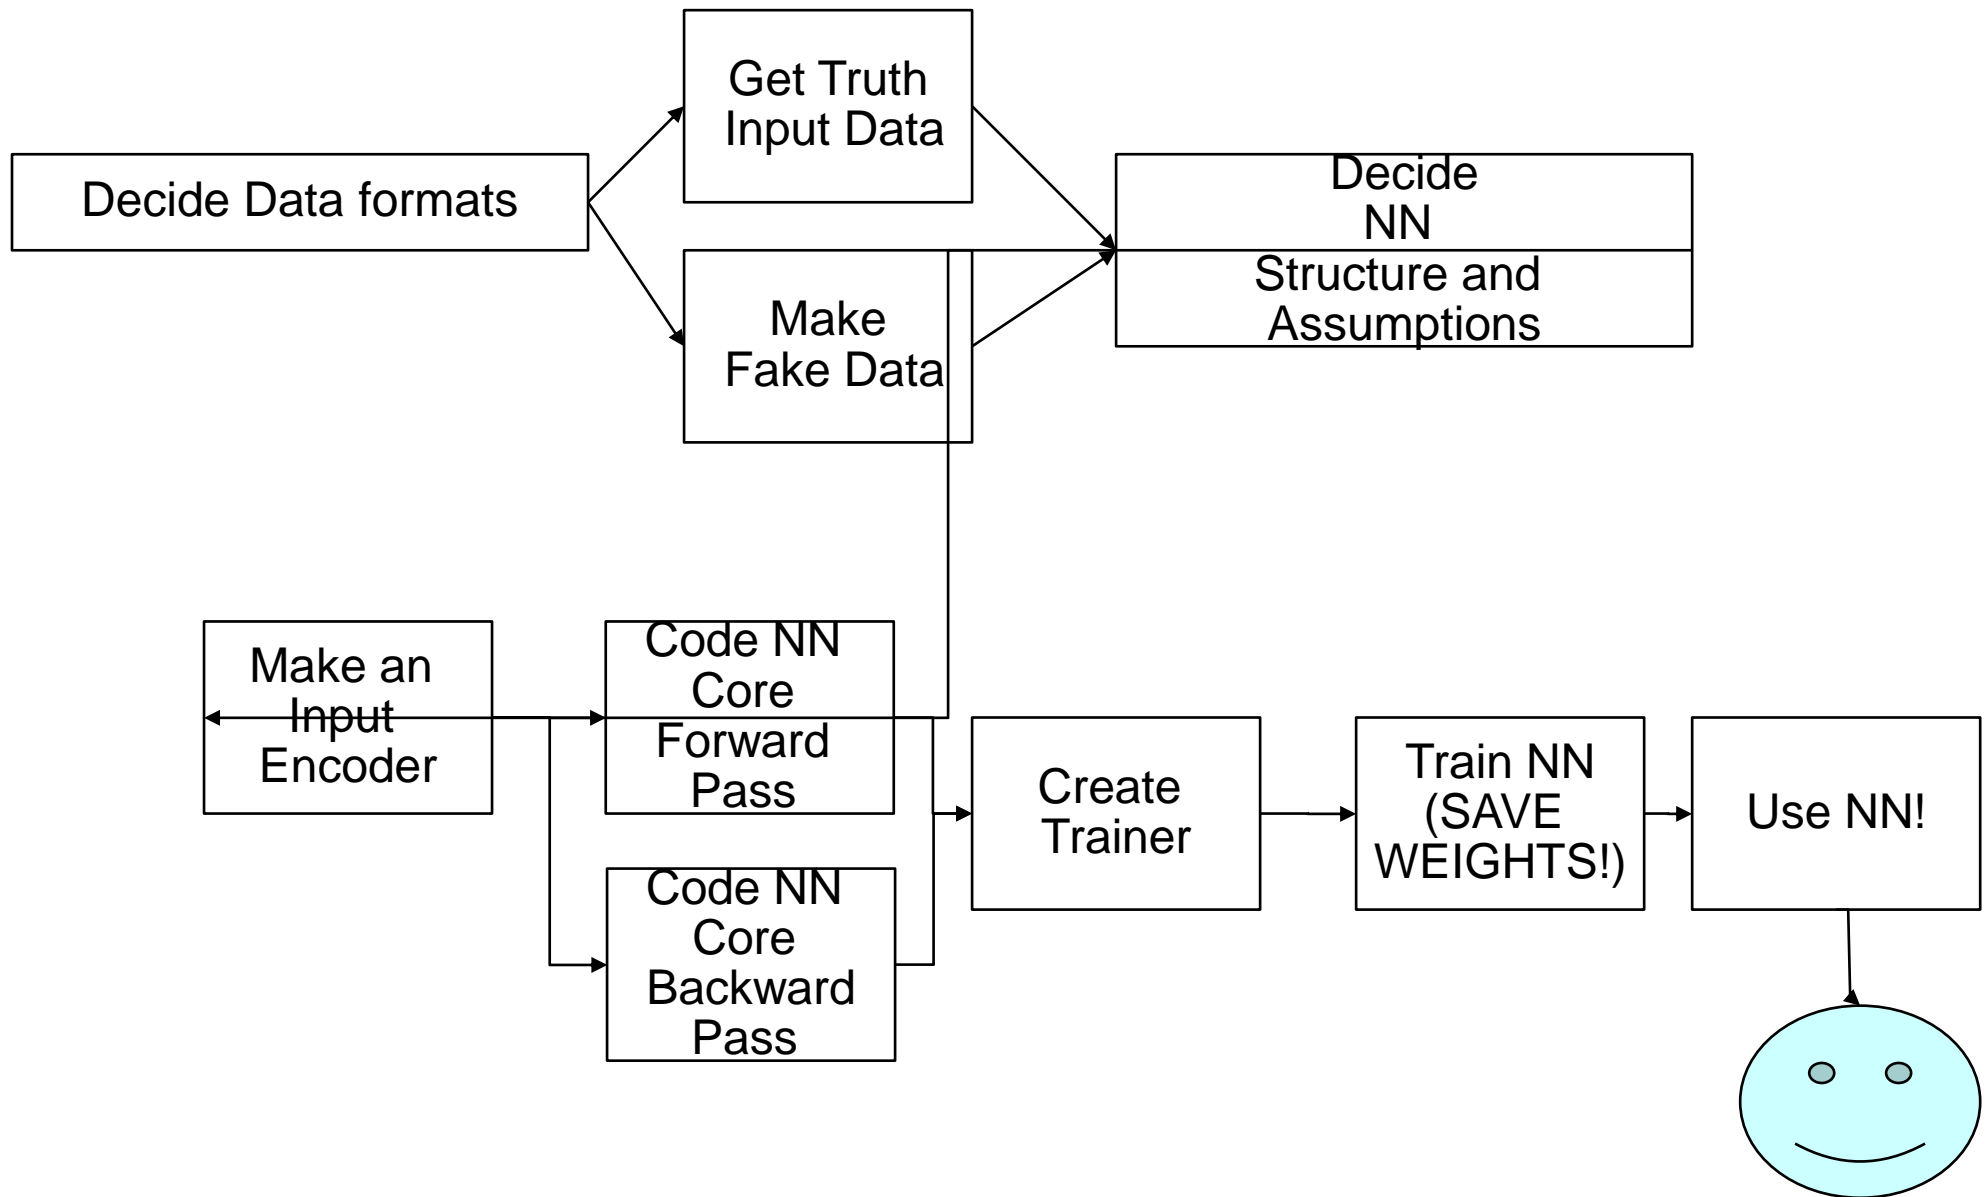 Decide Data formats
Get Truth
Input Data
Make
Fake Data
Decide
NN
Structure and
Assumptions
Make an
Input
Encoder
Code NN
Core
Forward
Pass
Code NN
Core
Backward
Pass
Create
Trainer
Train NN
(SAVE
WEIGHTS!)
Use NN!